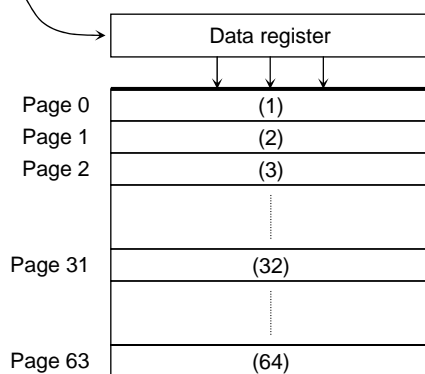 Data register
Page 0 (1)
Page 1 (2)
Page 2 (3)
Page 31 (32)
Page 63 (64)